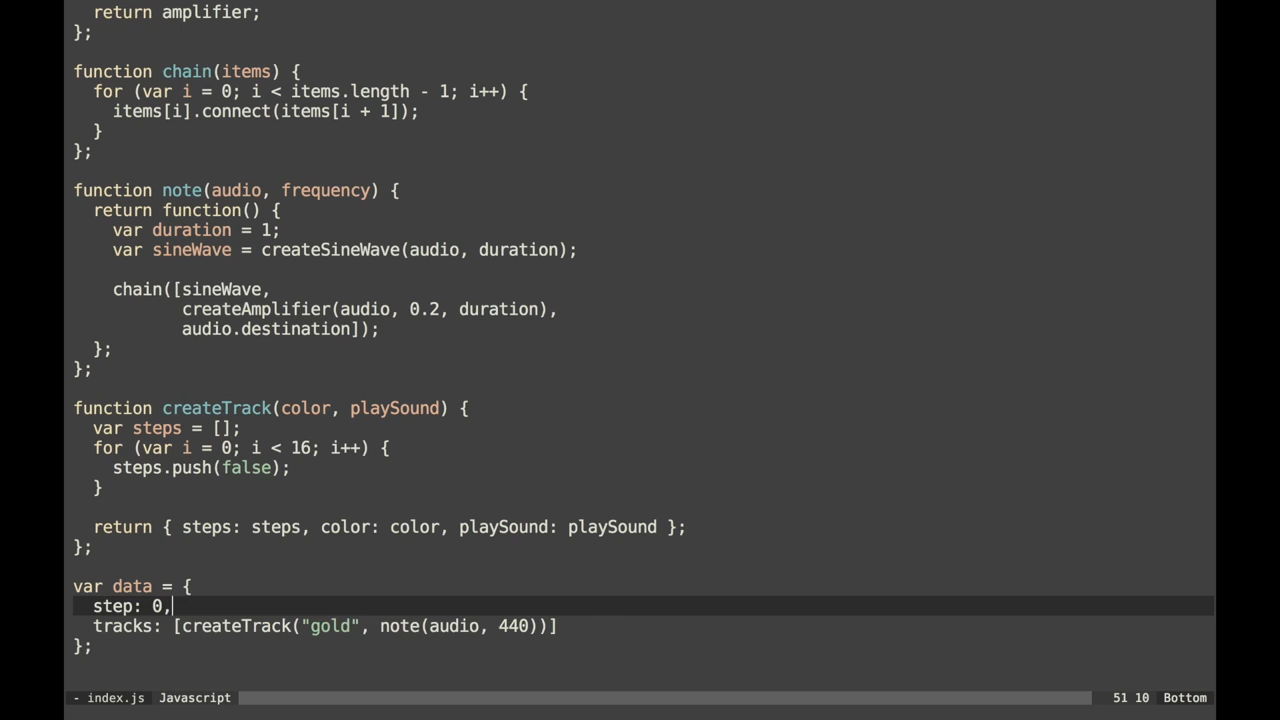 return amplifier;
};

function chain(items) {
  for (var i = 0; i < items.length - 1; i++) {
    items[i].connect(items[i + 1]);
  }
};

function note(audio, frequency) {
  return function() {
    var duration = 1;
    var sineWave = createSineWave(audio, duration);

    chain([sineWave,
           createAmplifier(audio, 0.2, duration),
           audio.destination]);
  };
};

function createTrack(color, playSound) {
  var steps = [];
  for (var i = 0; i < 16; i++) {
    steps.push(false);
  }

  return { steps: steps, color: color, playSound: playSound };
};

var data = {
  step: 0,
  tracks: [createTrack("gold", note(audio, 440))]
};

- index.js  Javascript 51 10 Bottom